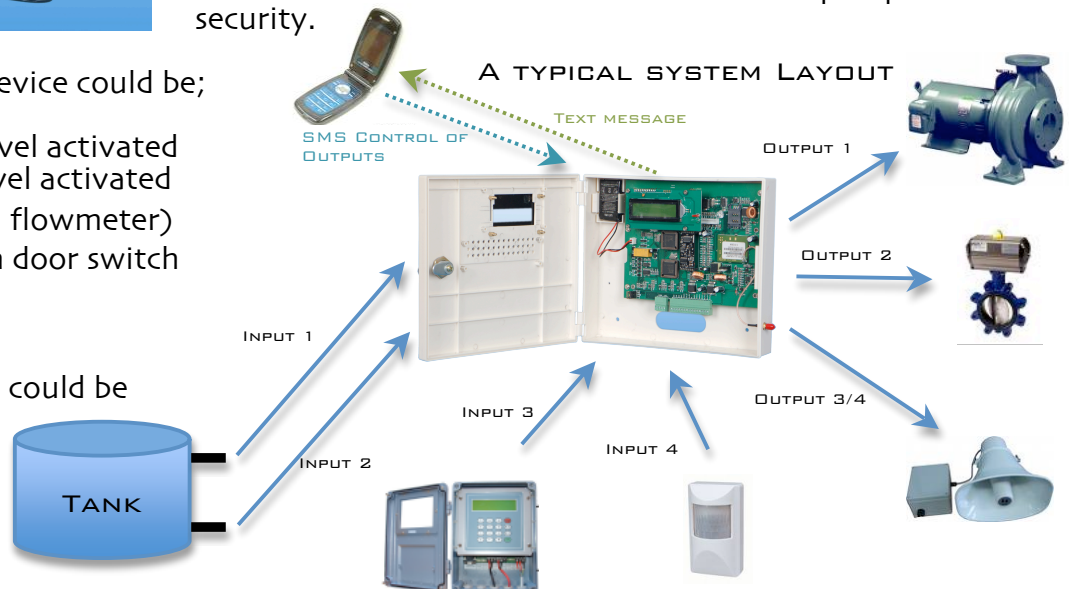 security.
A TYPICAL SYSTEM LAYOUT
evice could be;
vel activated
vel activated
flowmeter)
door switch
could be
TEXT MESSAGE
SMS CONTROL OF
OUTPUTS
OUTPUT 1
OUTPUT 2
INPUT 1
OUTPUT 3/4
INPUT 3
INPUT 4
INPUT 2
TANK